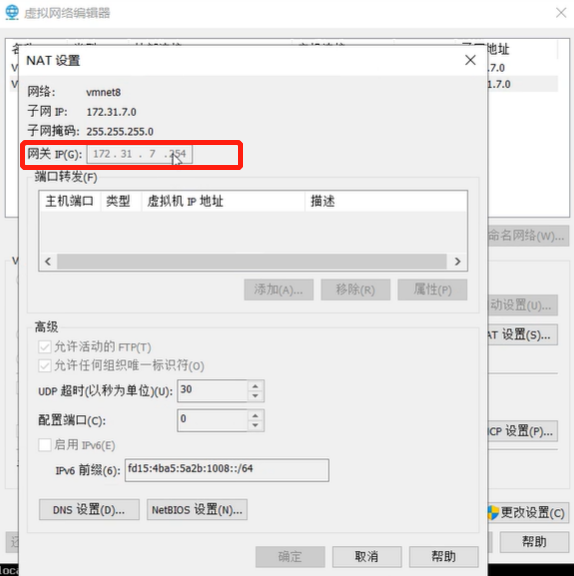 虚拟网络编辑器
地址
NAT 设置
.7.0
网络: vmnet8
1.7.0
子网 IP: 172.31.7.0
子网掩码: 255.255.255.0
网关 IP(G): 172 . 31 . 7 .254
端口转发(F)
主机端口 类型 虚拟机 IP 地址 描述
命名网络(W)...
添加(A)... 移除(R) 属性(P)
动设置(U)...
高级
AT 设置(S)...
允许活动的 FTP(T)
允许任何组织唯一标识符(O)
UDP 超时(以秒为单位)(U): 30
配置端口(C): 0
CP 设置(P)...
启用 IPv6(E)
IPv6 前缀(6): fd15:4ba5:5a2b:1008::/64
DNS 设置(D)... NetBIOS 设置(N)...
更改设置(C)
确定 取消 帮助
帮助